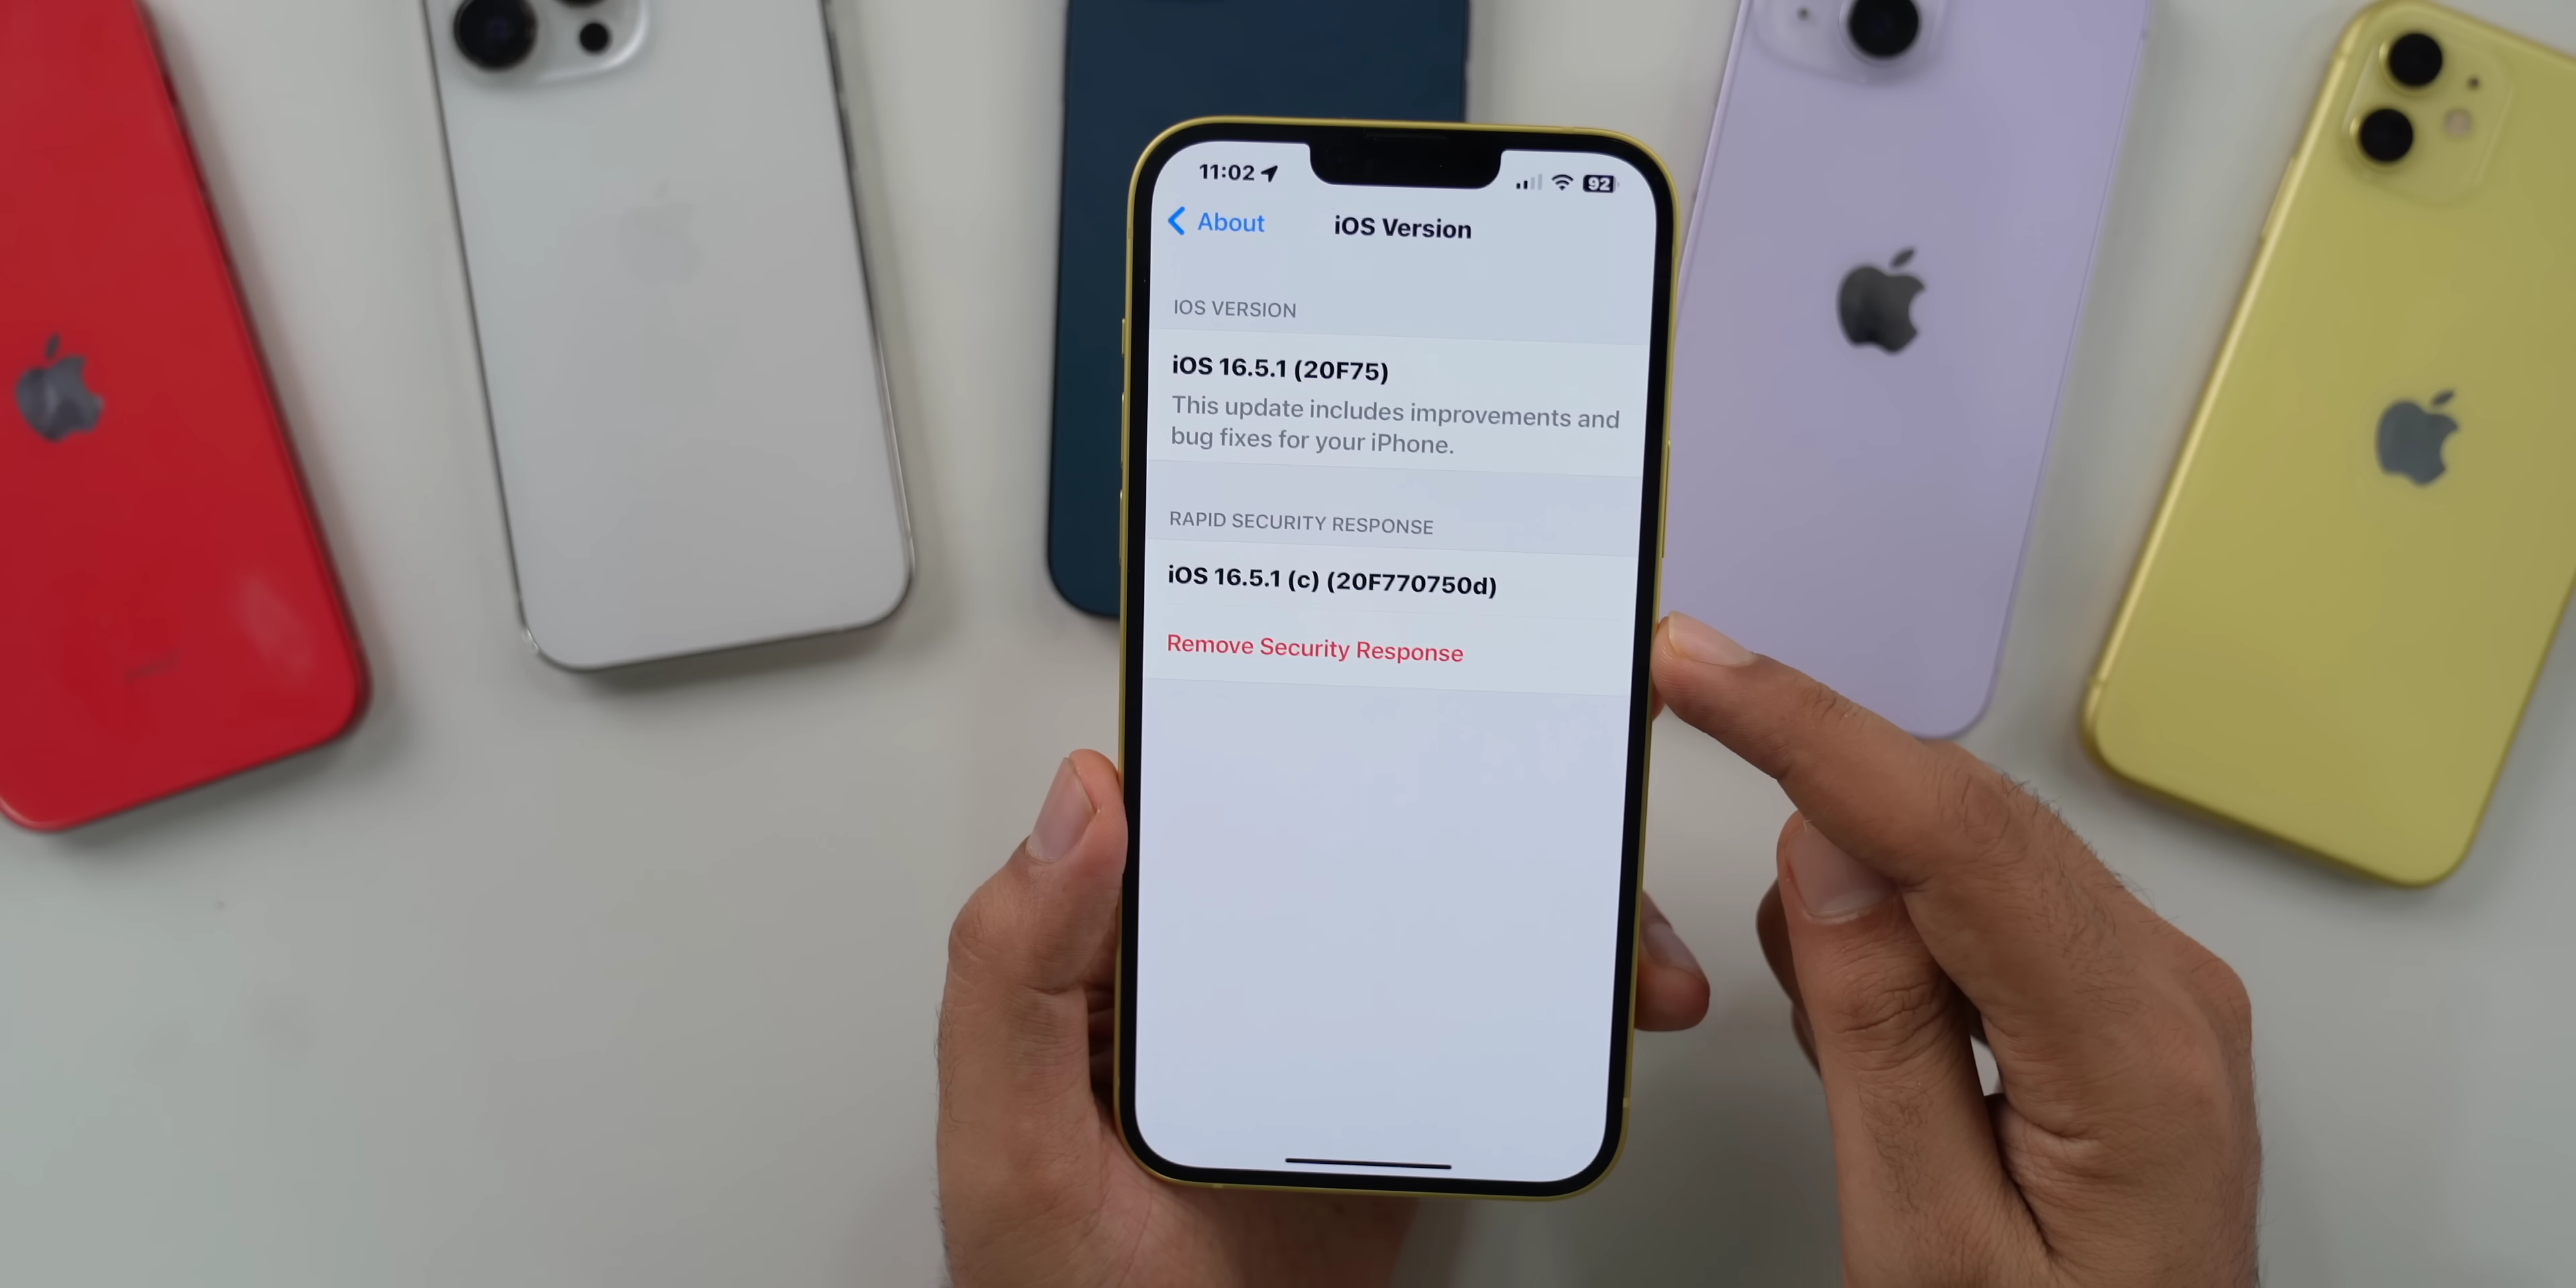 11:02
92
About
iOS Version
IOS VERSION
iOS 16.5.1 (20F75)
This update includes improvements and
bug fixes for your iPhone.
RAPID SECURITY RESPONSE
iOS 16.5.1 (c) (20F770750d)
Remove Security Response